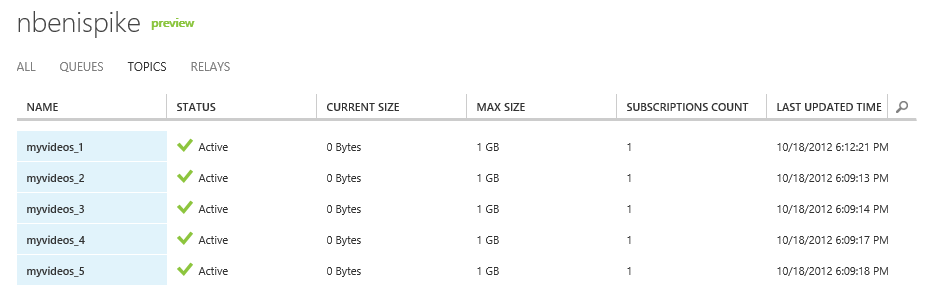 nbenispike preview
ALL QUEUES TOPICS RELAYS
NAME STATUS CURRENT SIZE MAX SIZE SUBSCRIPTIONS COUNT LAST UPDATED TIME
myvideos_1 Active 0 Bytes 1 GB 1 10/18/2012 6:12:21 PM
myvideos_2 Active 0 Bytes 1 GB 1 10/18/2012 6:09:13 PM
myvideos_3 Active 0 Bytes 1 GB 1 10/18/2012 6:09:14 PM
myvideos_4 Active 0 Bytes 1 GB 1 10/18/2012 6:09:17 PM
myvideos_5 Active 0 Bytes 1 GB 1 10/18/2012 6:09:18 PM